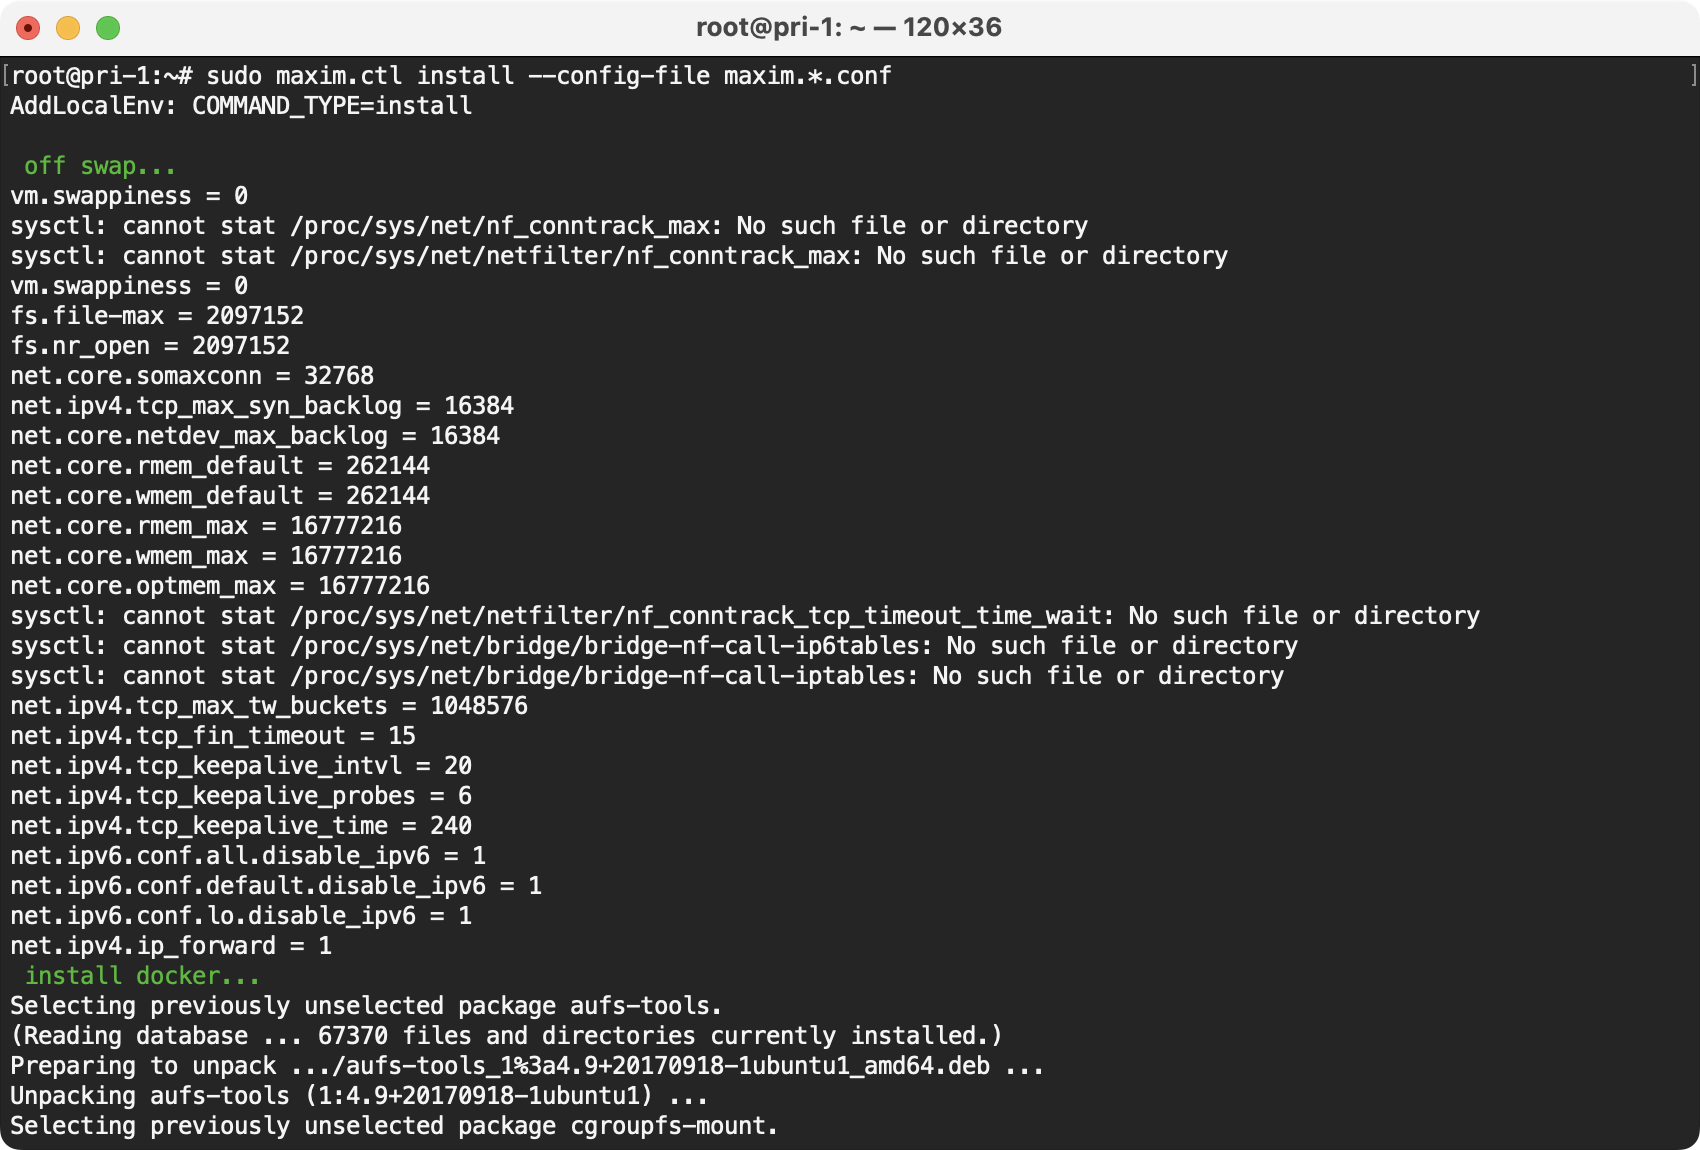 root@pri-1: ~ — 120×36
[root@pri-1:~# sudo maxim.ctl install --config-file maxim.*.conf ]
AddLocalEnv: COMMAND_TYPE=install
off swap...
vm.swappiness = 0
sysctl: cannot stat /proc/sys/net/nf_conntrack_max: No such file or directory
sysctl: cannot stat /proc/sys/net/netfilter/nf_conntrack_max: No such file or directory
vm.swappiness = 0
fs.file-max = 2097152
fs.nr_open = 2097152
net.core.somaxconn = 32768
net.ipv4.tcp_max_syn_backlog = 16384
net.core.netdev_max_backlog = 16384
net.core.rmem_default = 262144
net.core.wmem_default = 262144
net.core.rmem_max = 16777216
net.core.wmem_max = 16777216
net.core.optmem_max = 16777216
sysctl: cannot stat /proc/sys/net/netfilter/nf_conntrack_tcp_timeout_time_wait: No such file or directory
sysctl: cannot stat /proc/sys/net/bridge/bridge-nf-call-ip6tables: No such file or directory
sysctl: cannot stat /proc/sys/net/bridge/bridge-nf-call-iptables: No such file or directory
net.ipv4.tcp_max_tw_buckets = 1048576
net.ipv4.tcp_fin_timeout = 15
net.ipv4.tcp_keepalive_intvl = 20
net.ipv4.tcp_keepalive_probes = 6
net.ipv4.tcp_keepalive_time = 240
net.ipv6.conf.all.disable_ipv6 = 1
net.ipv6.conf.default.disable_ipv6 = 1
net.ipv6.conf.lo.disable_ipv6 = 1
net.ipv4.ip_forward = 1
install docker...
Selecting previously unselected package aufs-tools.
(Reading database ... 67370 files and directories currently installed.)
Preparing to unpack .../aufs-tools_1%3a4.9+20170918-1ubuntu1_amd64.deb ...
Unpacking aufs-tools (1:4.9+20170918-1ubuntu1) ...
Selecting previously unselected package cgroupfs-mount.